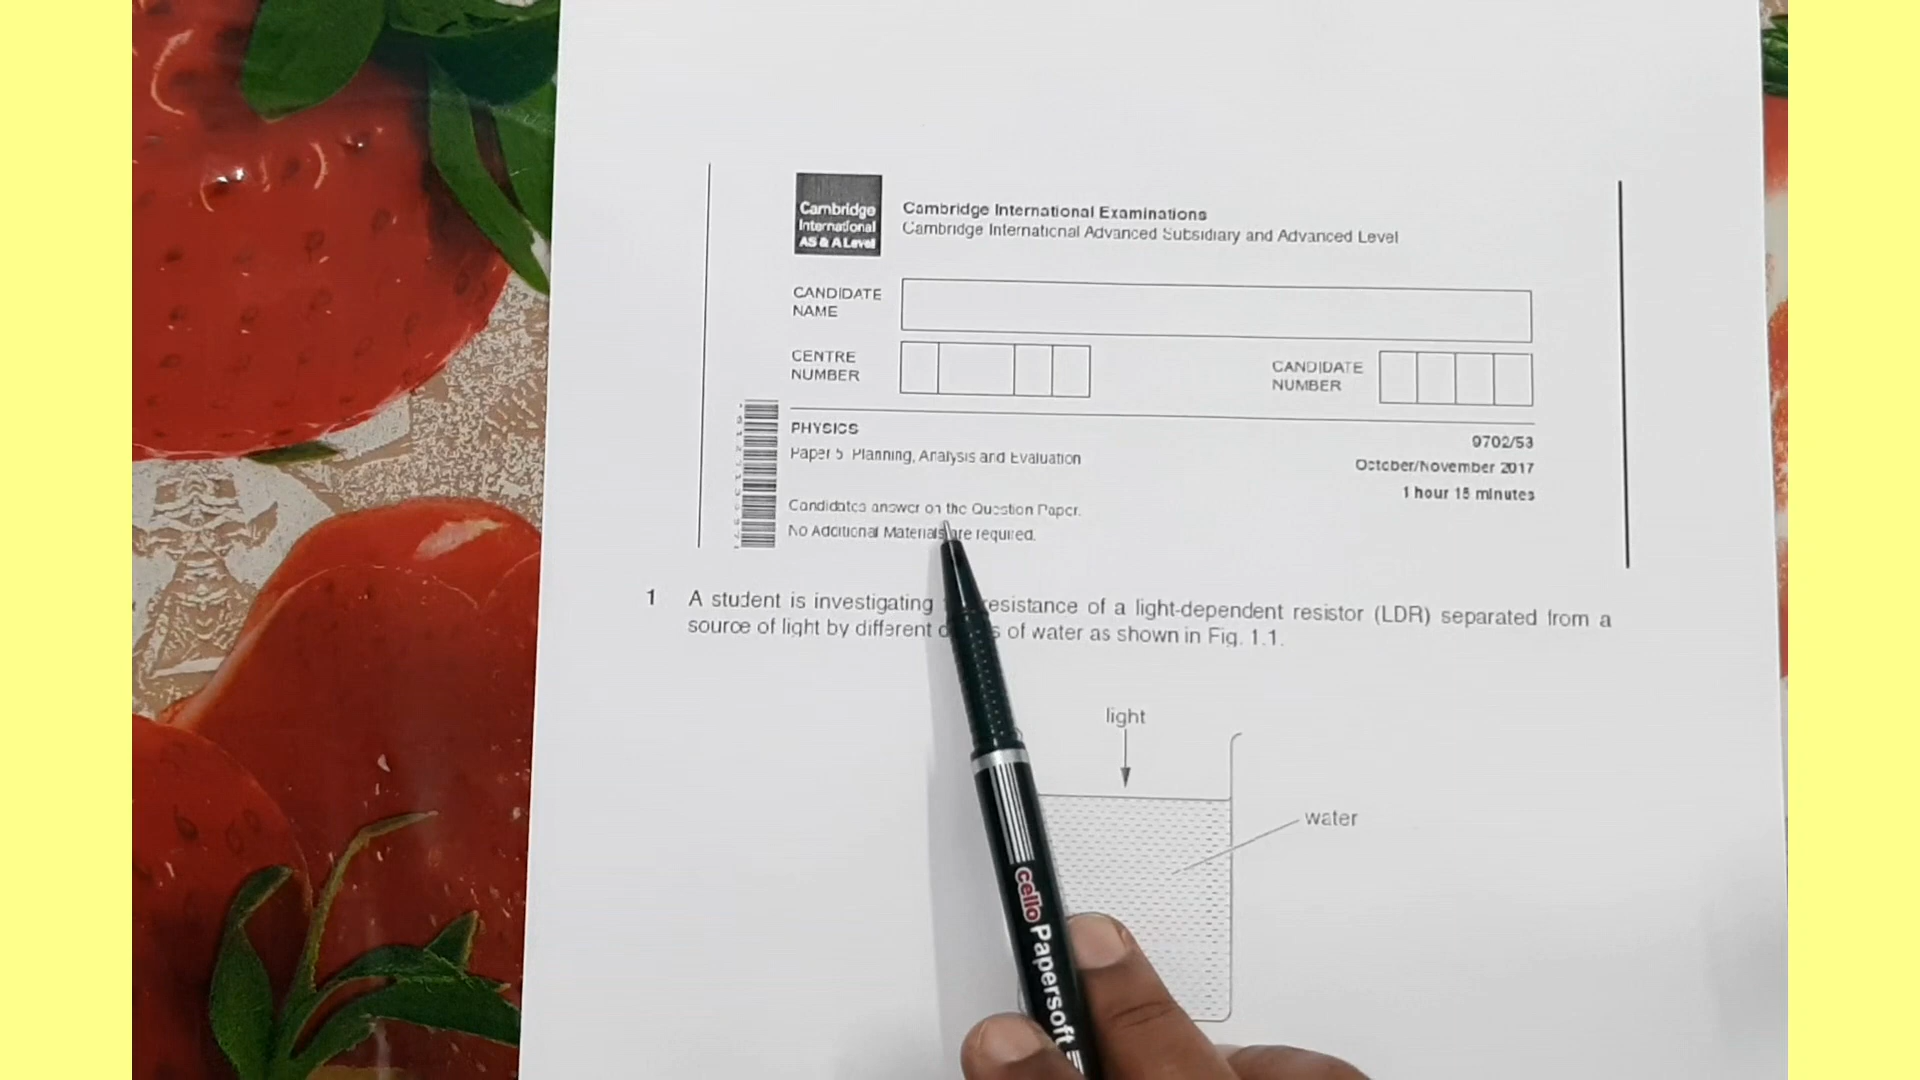 Cambridge
International
AS & A Level
Cambridge International Examinations
Cambridge International Advanced Subsidiary and Advanced Level
CANDIDATE
NAME
CENTRE
NUMBER
CANDIDATE
NUMBER
PHYSICS
9702/53
Paper 5 Planning, Analysis and Evaluation
October/November 2017
1 hour 15 minutes
Candidates answer on the Question Paper.
No Additional Materials are required.
1 A student is investigating resistance of a light-dependent resistor (LDR) separated from a
source of light by different of water as shown in Fig. 1.1.
light
water
cello Papersoft